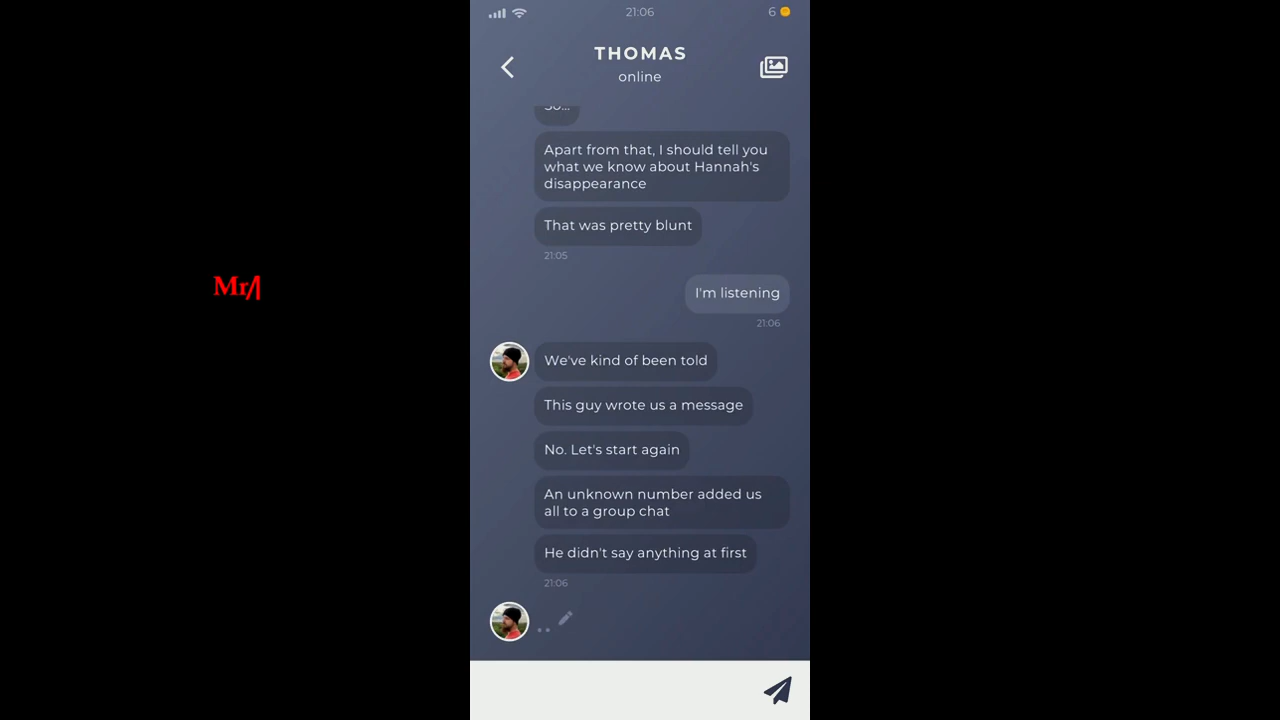 21:06
6
THOMAS
online
So...
Apart from that, I should tell you
what we know about Hannah's
disappearance
That was pretty blunt
21:05
I'm listening
21:06
We've kind of been told
This guy wrote us a message
No. Let's start again
An unknown number added us
all to a group chat
He didn't say anything at first
21:06
Mr/